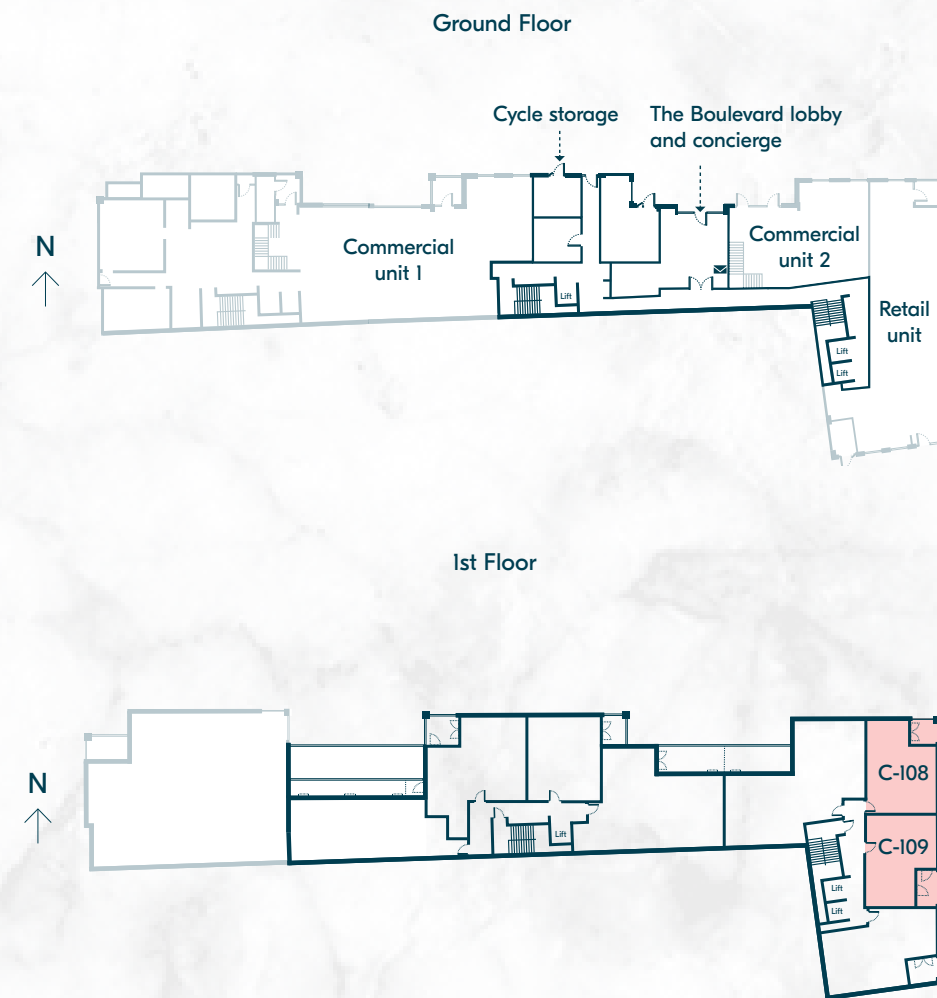 Ground Floor
Cycle storage
The Boulevard lobby
and concierge
N
Commercial
unit 1
Commercial
unit 2
Lift
Retail
unit
Lift
Lift
1st Floor
N
C-108
Lift
C-109
Lift
Lift